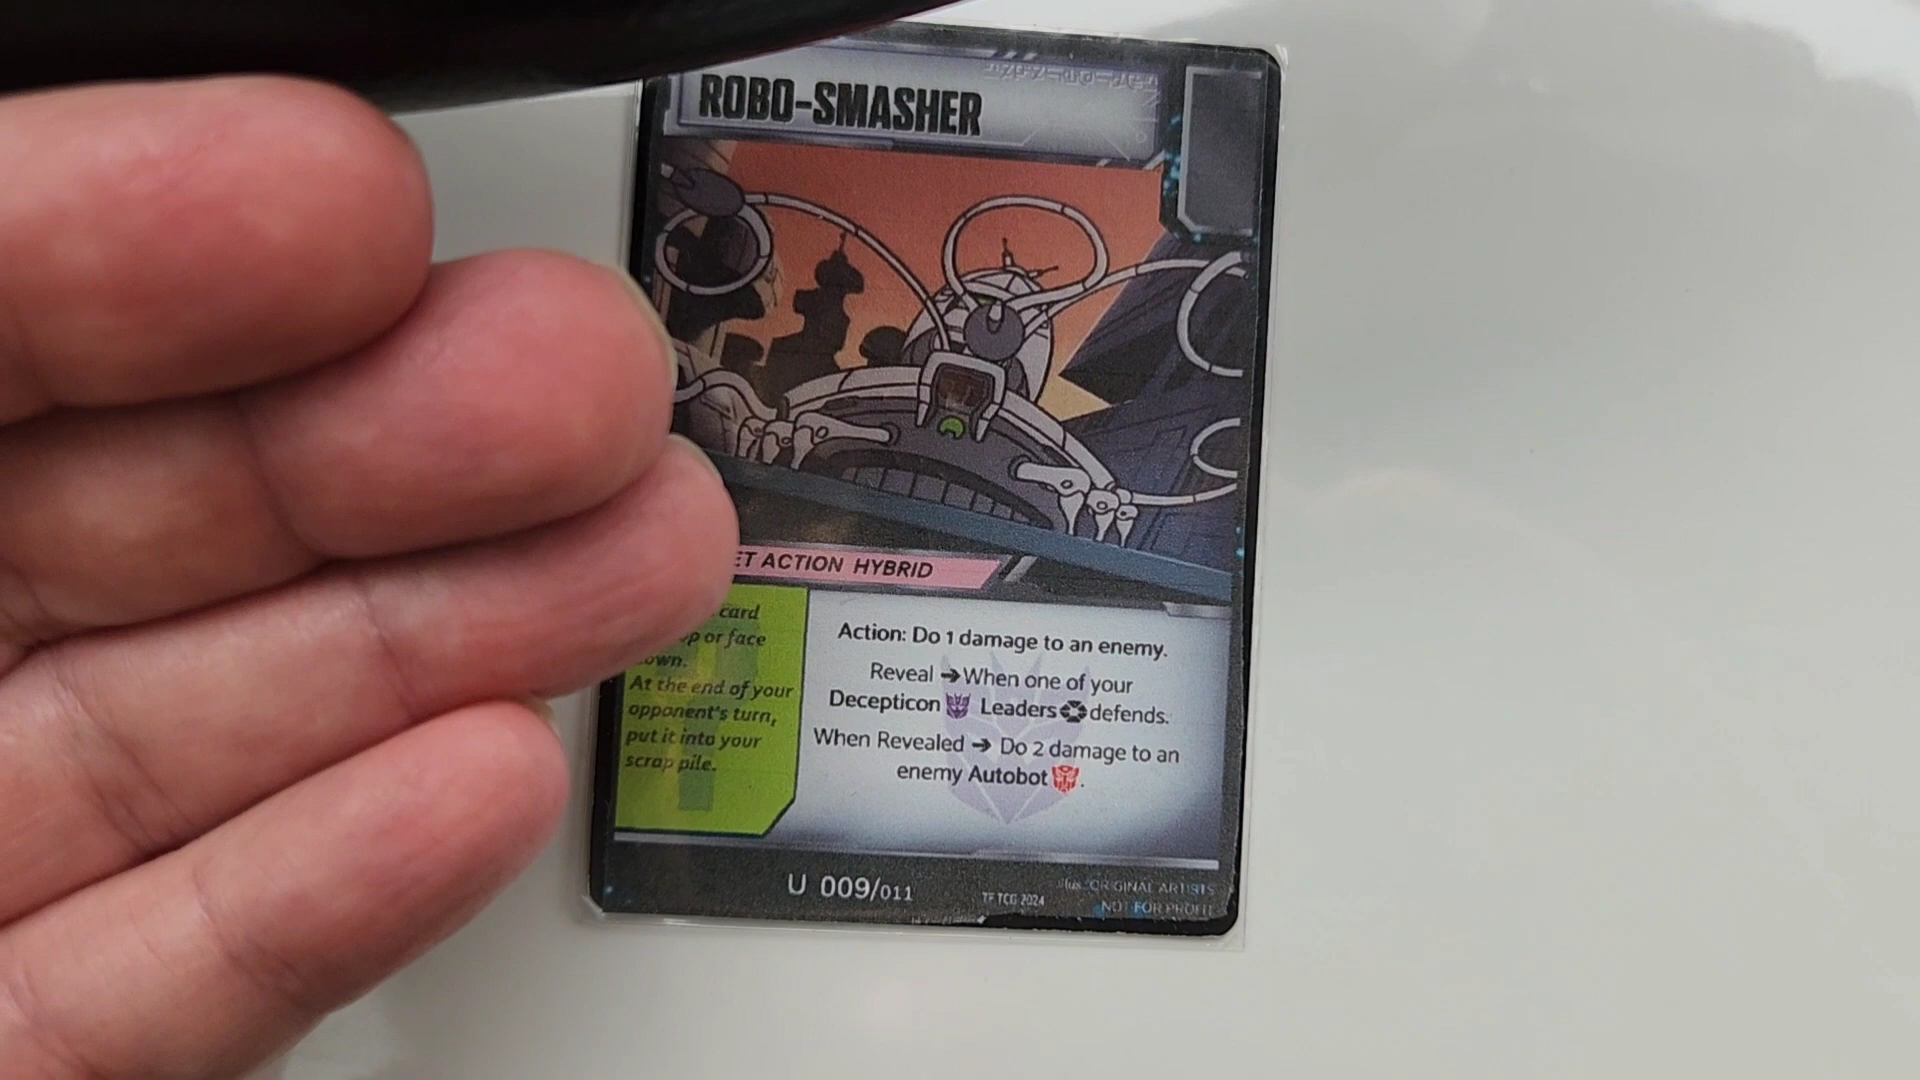 ROBO-SMASHER
ACTION HYBRID
card
or face
At the end of your
opponent's turn,
put it into your
scrap pile.
Action: Do 1 damage to an enemy.
Reveal ➔ When one of your
Decepticon Leaders defends.
When Revealed ➔ Do 2 damage to an
enemy Autobot.
U 009/011
TF TCG 2024
Illus. ORIGINAL ARTISTS
NOT FOR PROFIT